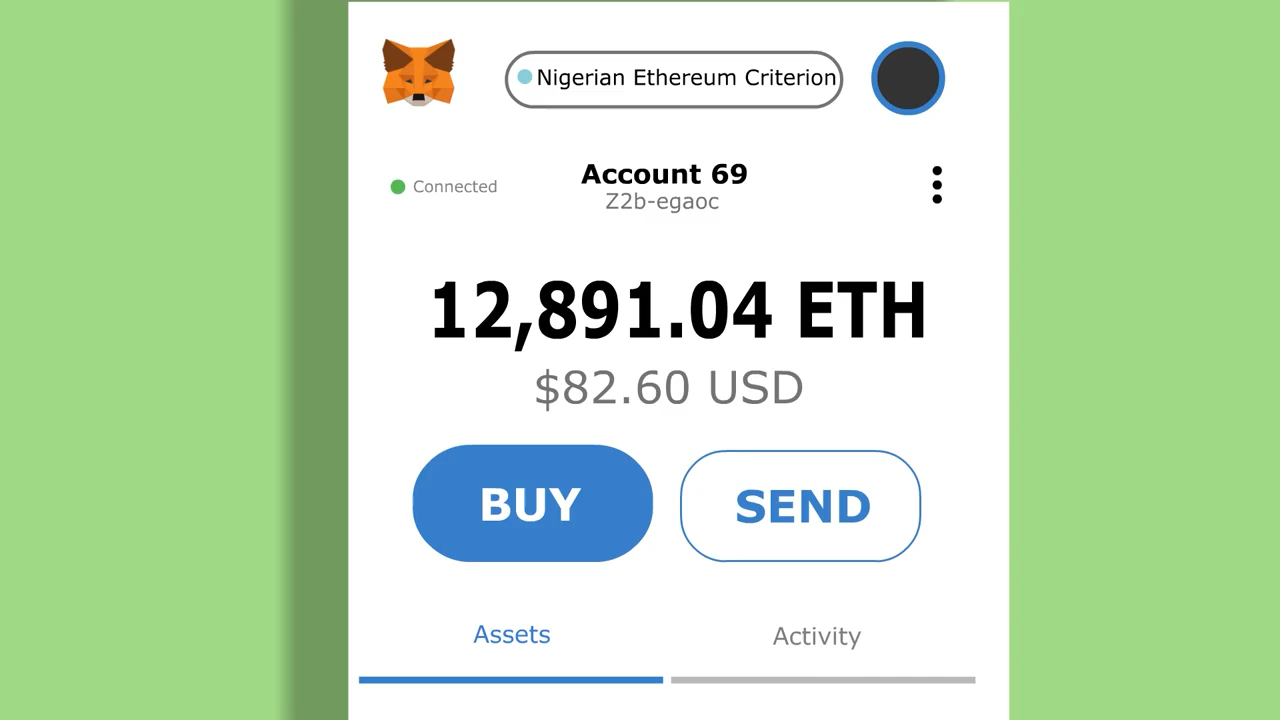 Nigerian Ethereum Criterion
Connected
Account 69
Z2b-egaoc
12,891.04 ETH
$82.60 USD
BUY
SEND
Assets
Activity